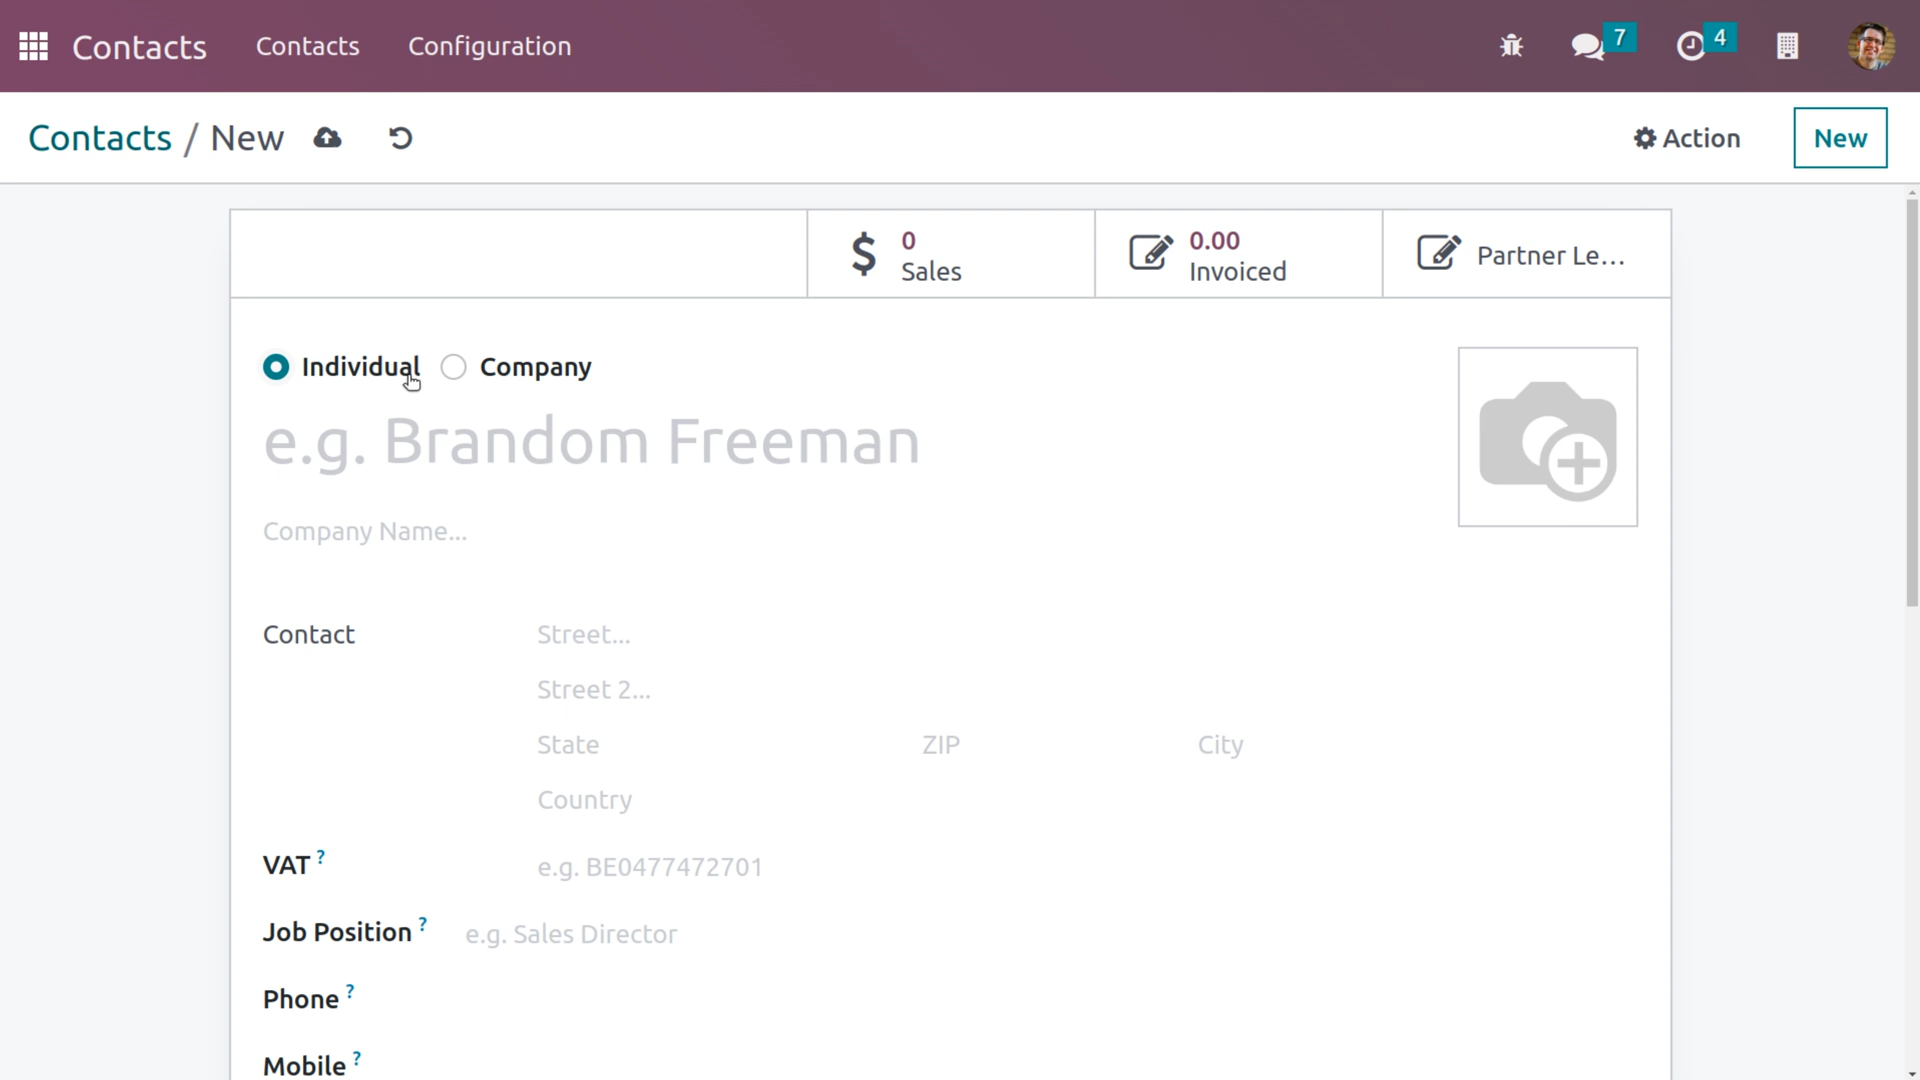 Contacts Contacts Configuration 7 4
Contacts / New Action New
0 Sales
0.00 Invoiced
Partner Le...
Individual Company
e.g. Brandom Freeman
Company Name...
Contact Street...
Street 2...
State ZIP City
Country
VAT ? e.g. BE0477472701
Job Position ? e.g. Sales Director
Phone ?
Mobile ?